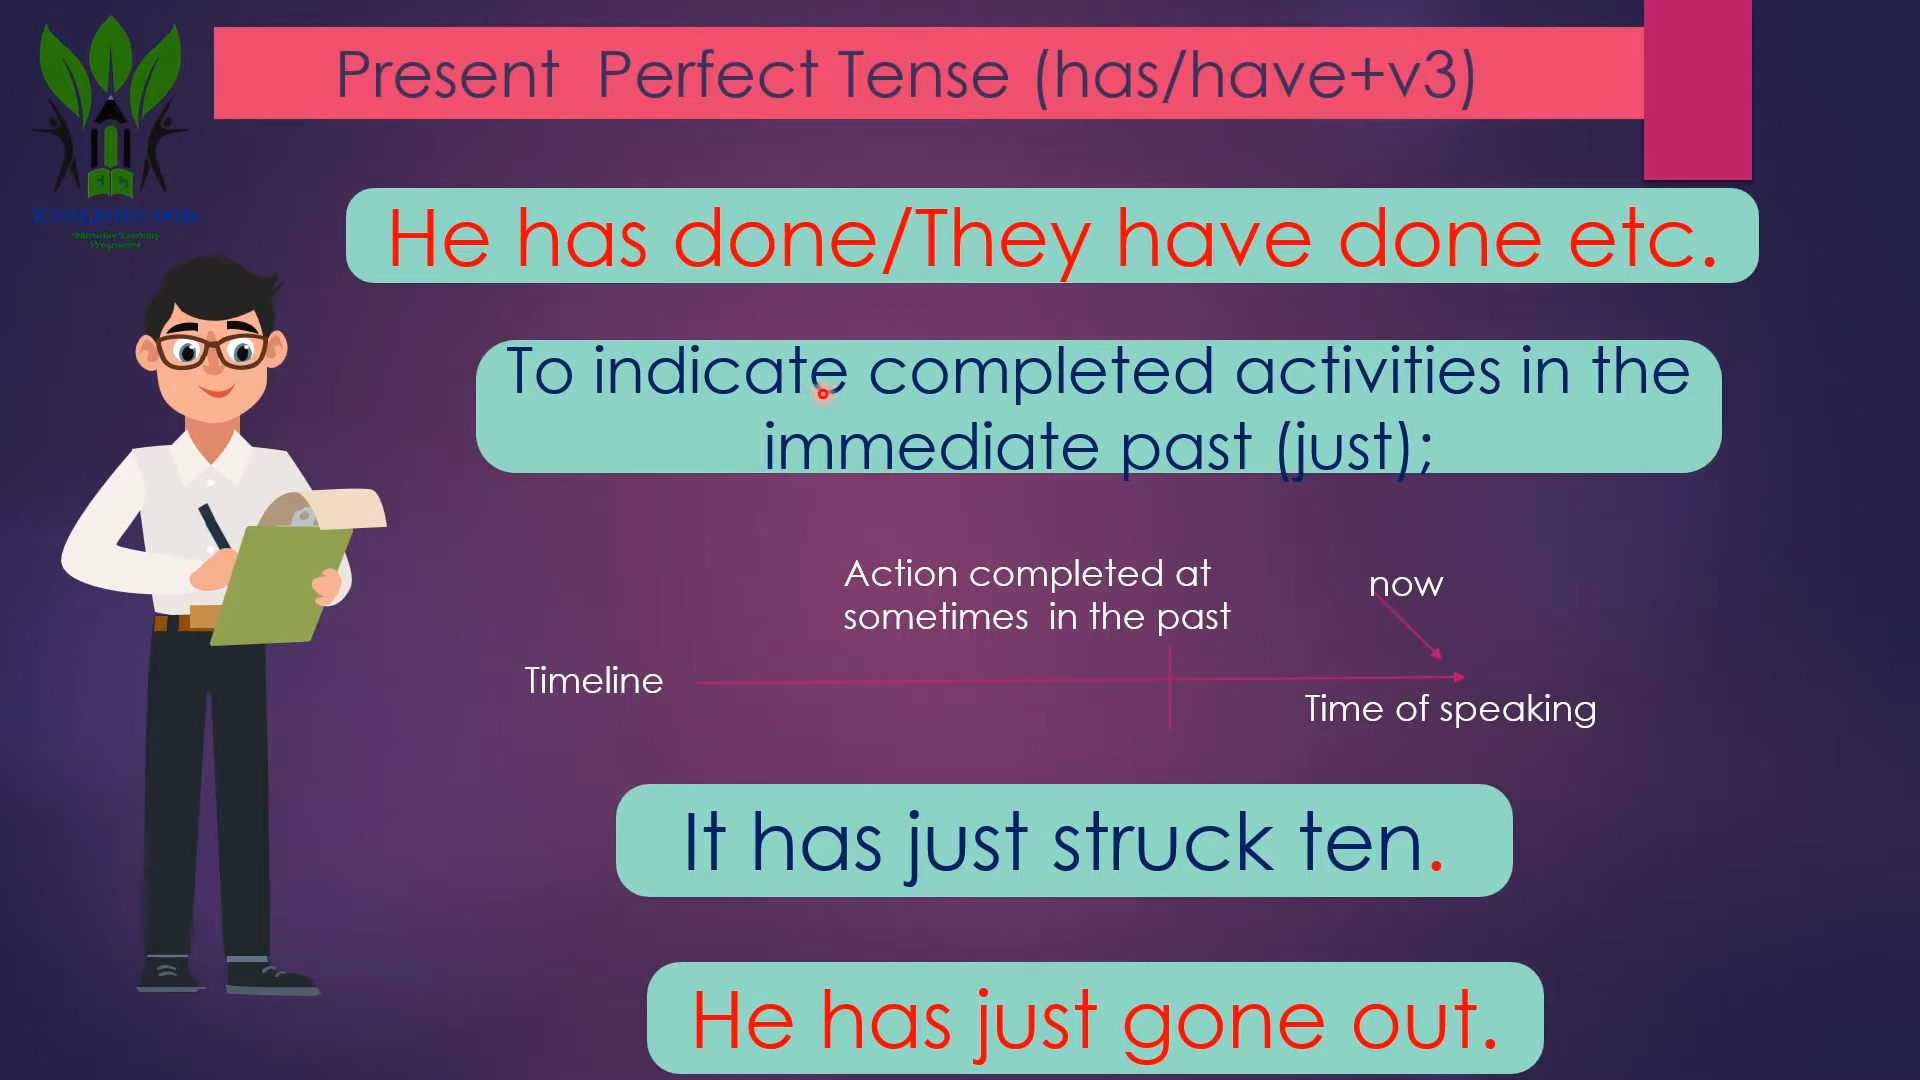 Present  Perfect Tense (has/have+v3)
He has done/They have done etc.
To indicate completed activities in the
immediate past (just);
Action completed at
sometimes  in the past
now
Timeline
Time of speaking
It has just struck ten.
He has just gone out.
Programme